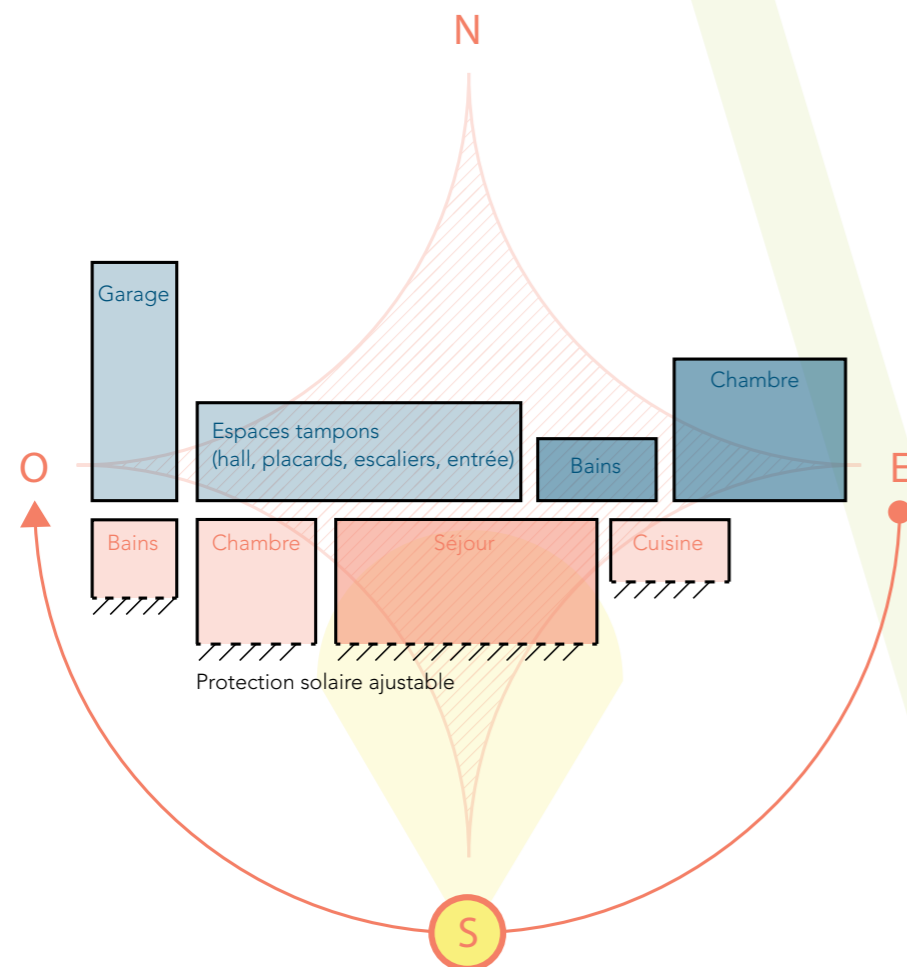 N
Garage
Chambre
Espaces tampons
(hall, placards, escaliers, entrée)
Bains
O
E
Bains
Chambre
Séjour
Cuisine
Protection solaire ajustable
S